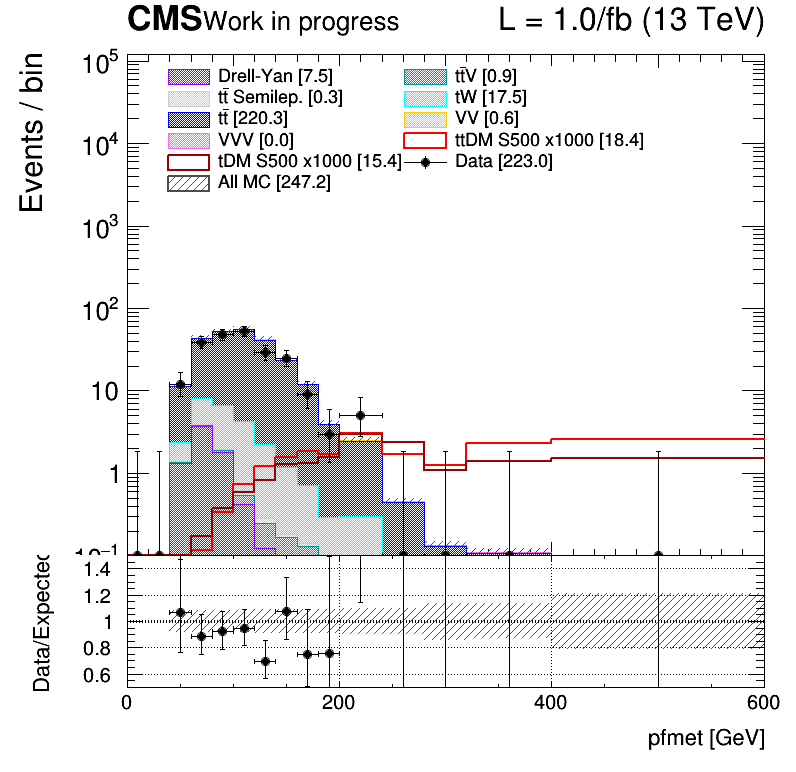 CMS Work in progress L = 1.0/fb (13 TeV)
Events / bin
10⁵
10⁴
10³
10²
10
1
10⁻¹
Drell-Yan [7.5] tt̄V [0.9]
tt̄ Semilep. [0.3] tW [17.5]
tt̄ [220.3] VV [0.6]
VVV [0.0] ttDM S500 x1000 [18.4]
tDM S500 x1000 [15.4] Data [223.0]
All MC [247.2]
Data/Expected
1.4
1.2
1
0.8
0.6
0 200 400 600
pfmet [GeV]